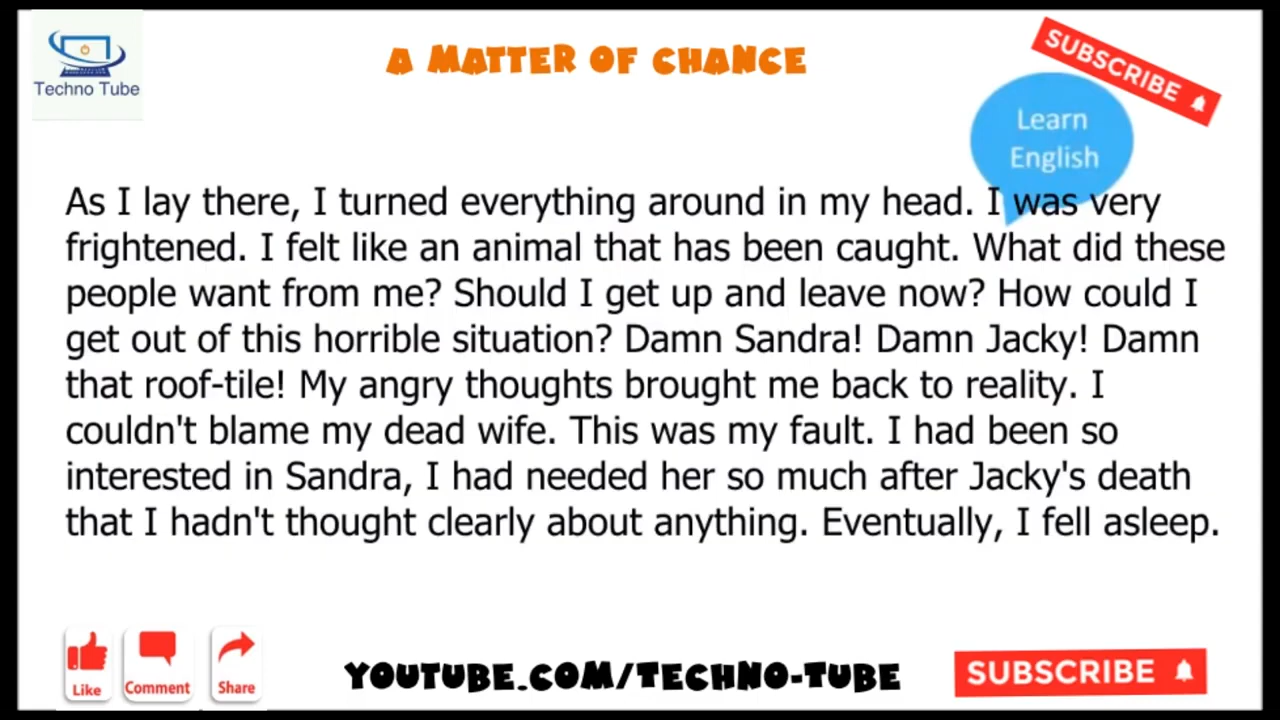 A MATTER OF CHANCE
SUBSCRIBE
Techno Tube
Learn
English
As I lay there, I turned everything around in my head. I was very
frightened. I felt like an animal that has been caught. What did these
people want from me? Should I get up and leave now? How could I
get out of this horrible situation? Damn Sandra! Damn Jacky! Damn
that roof-tile! My angry thoughts brought me back to reality. I
couldn't blame my dead wife. This was my fault. I had been so
interested in Sandra, I had needed her so much after Jacky's death
that I hadn't thought clearly about anything. Eventually, I fell asleep.
Like
Comment
Share
YOUTUBE.COM/TECHNO-TUBE
SUBSCRIBE